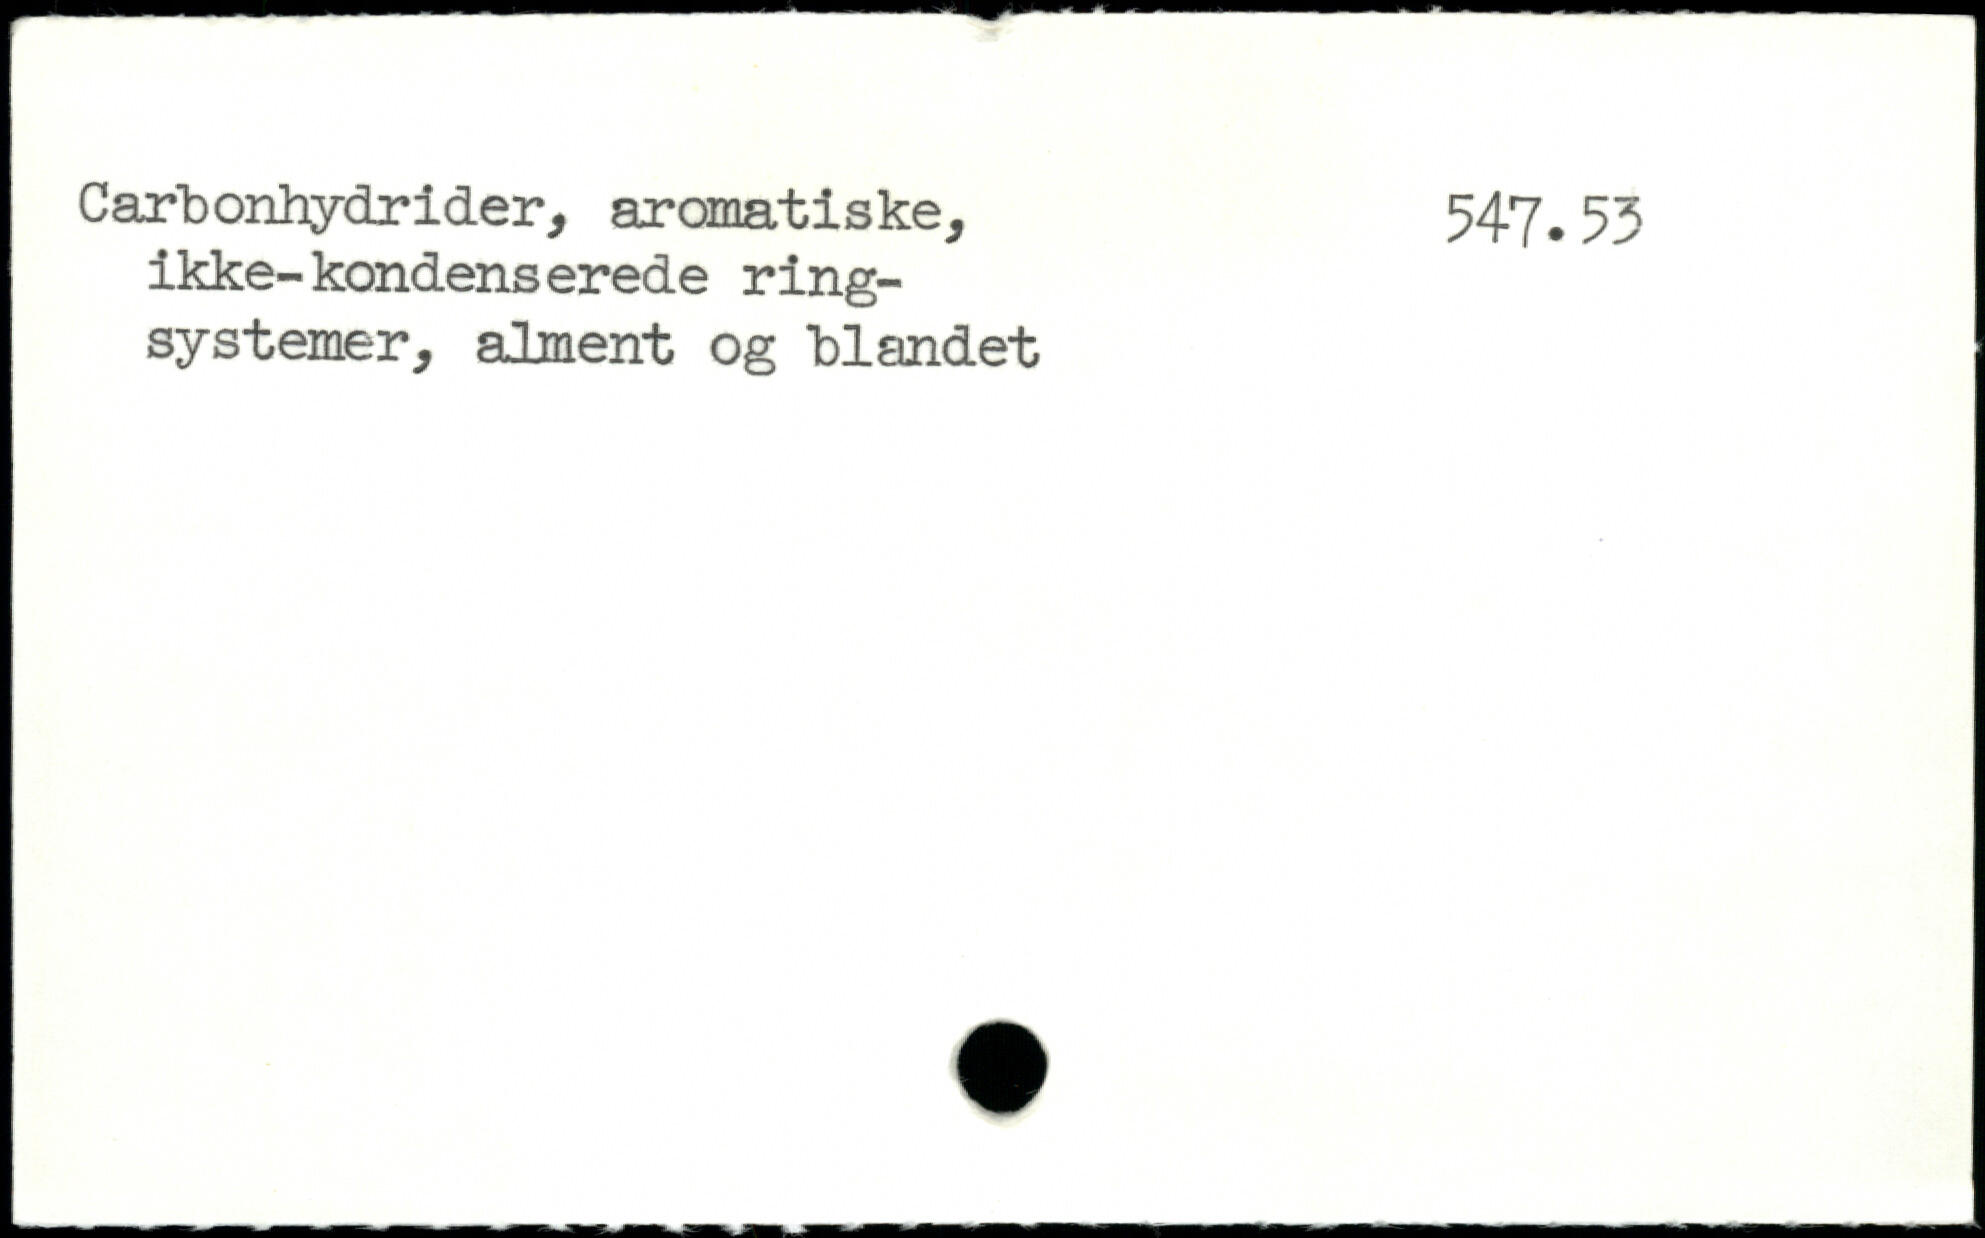 Carbonhydrider, aromatiske, 547.53
ikke-kondenserede ring-
systemer, alment og blandet